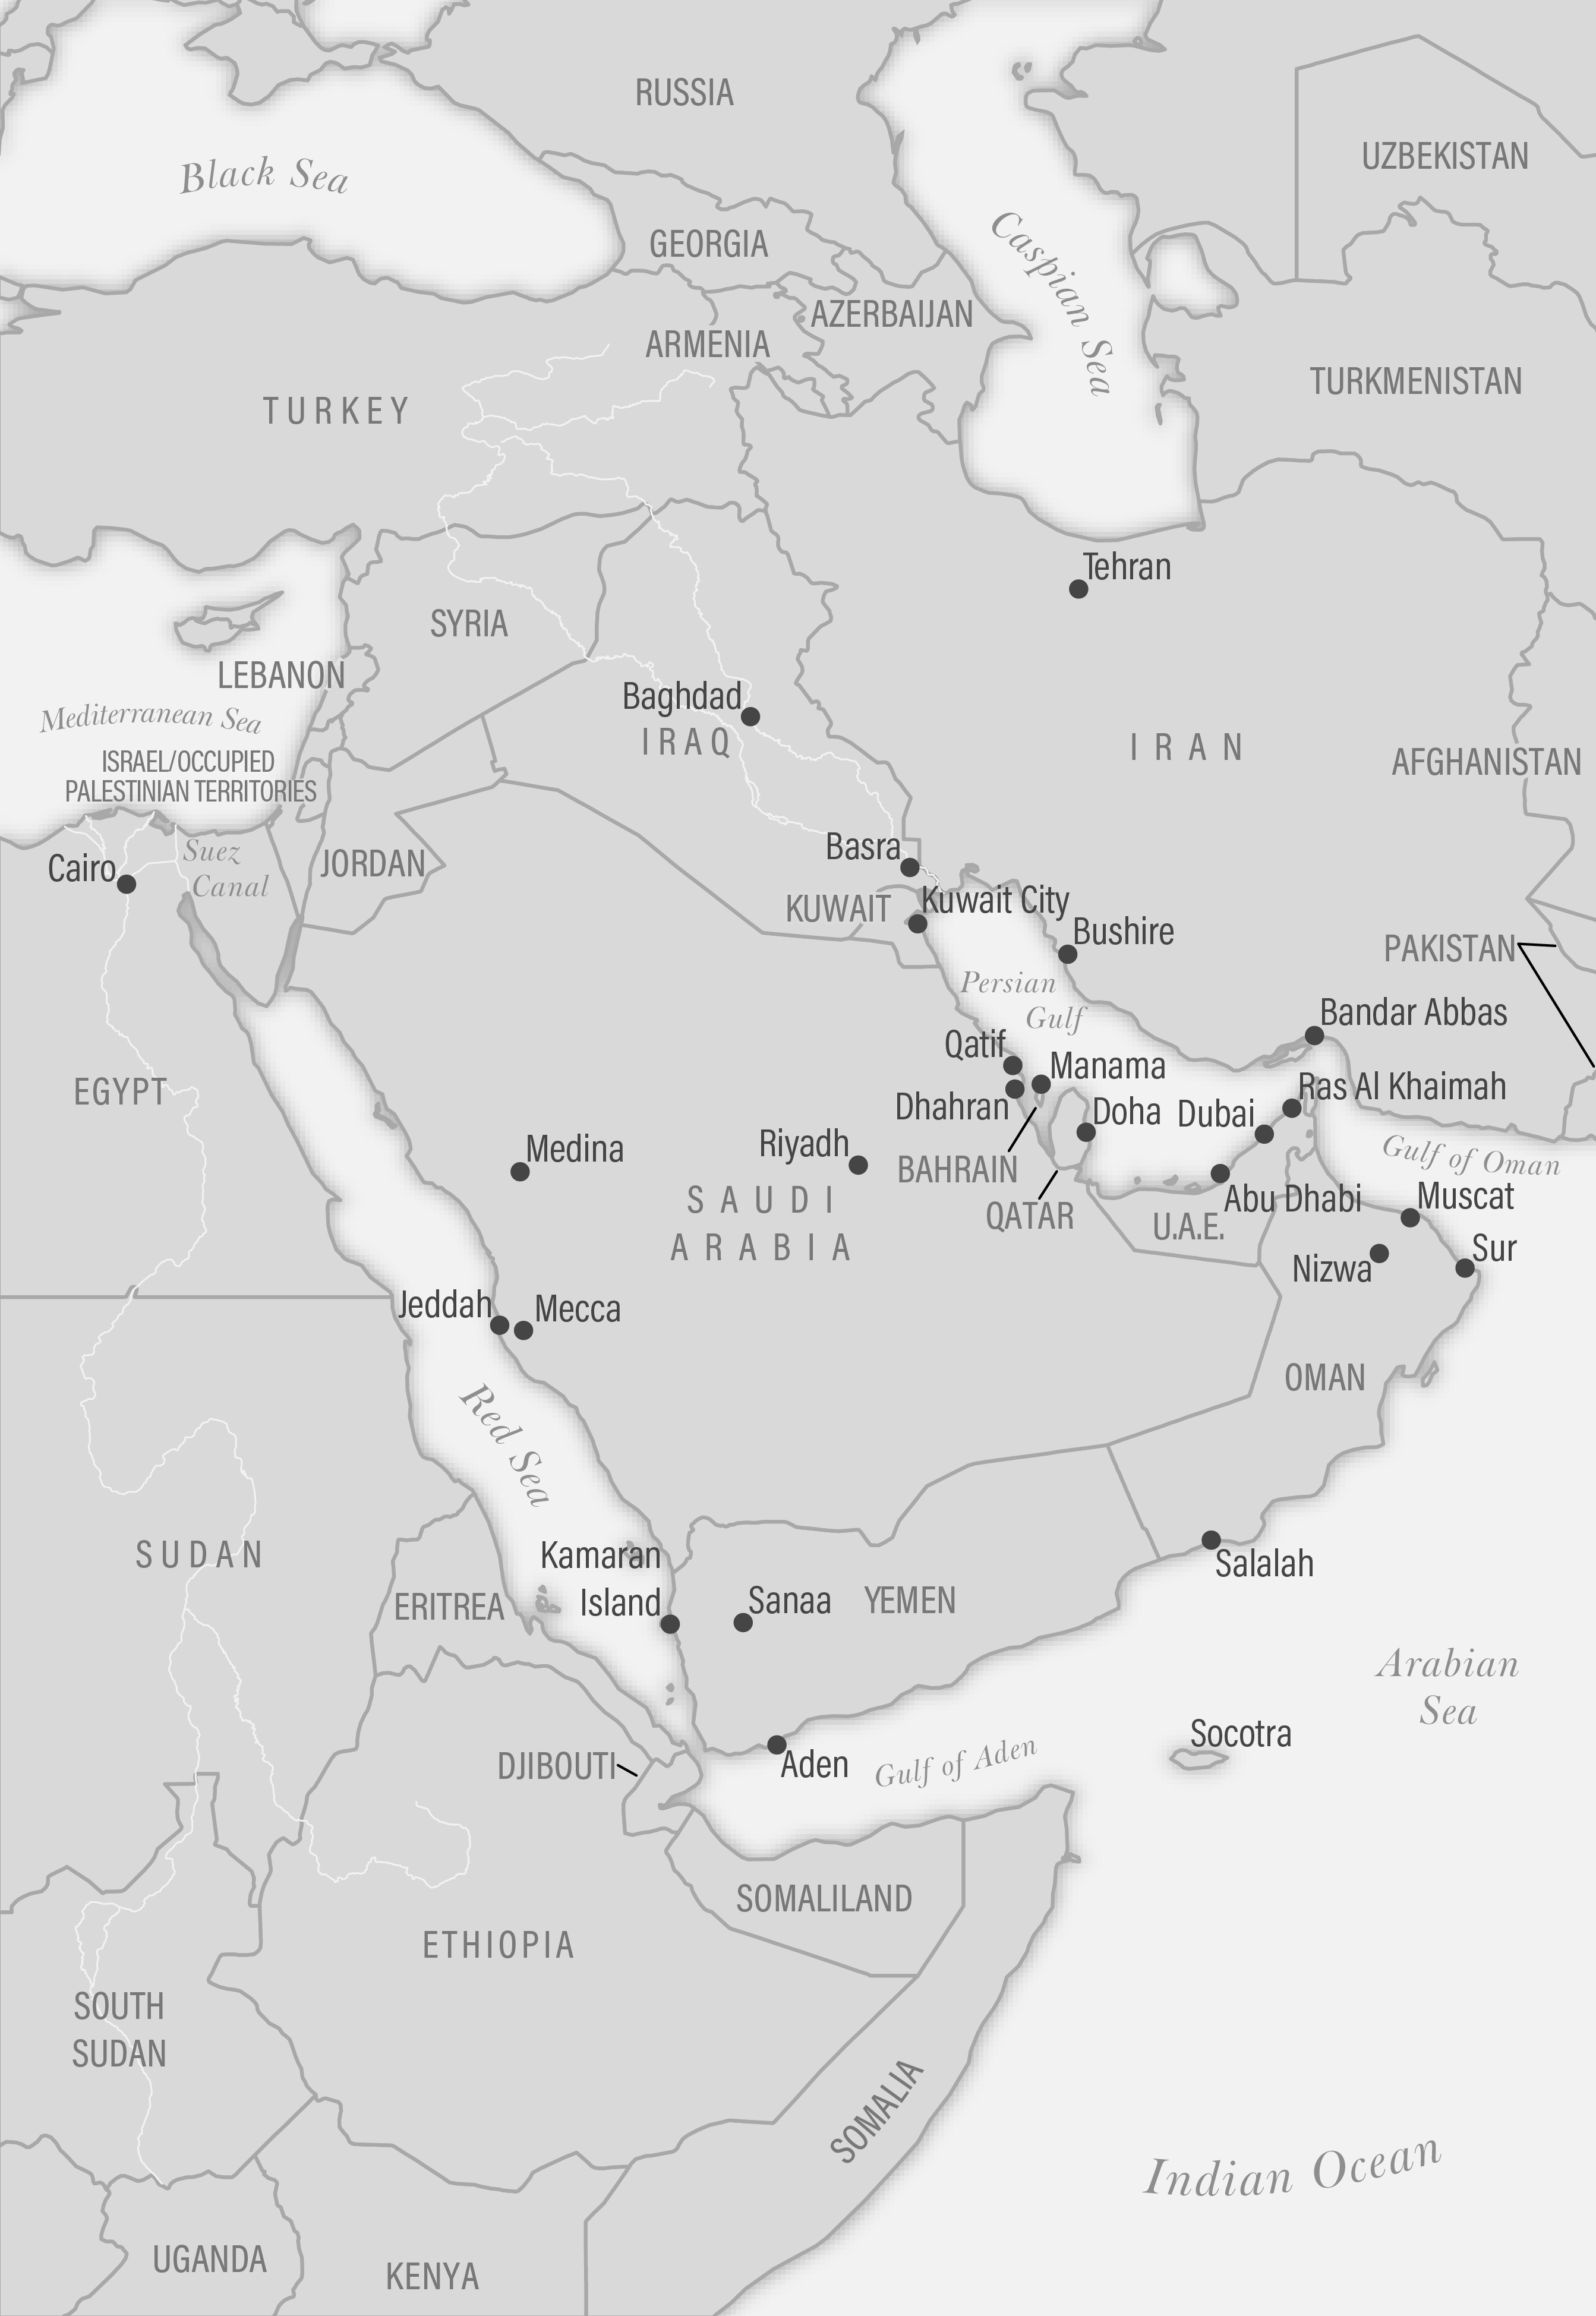 RUSSIA
UZBEKISTAN
Black Sea
GEORGIA
Caspian Sea
AZERBAIJAN
ARMENIA
TURKMENISTAN
TURKEY
Tehran
SYRIA
LEBANON
Baghdad
Mediterranean Sea
IRAQ
IRAN
ISRAEL/OCCUPIED
PALESTINIAN TERRITORIES
AFGHANISTAN
Basra
Suez
Canal
Cairo
JORDAN
KUWAIT
Kuwait City
Bushire
PAKISTAN
Persian
Gulf
Bandar Abbas
Qatif
Manama
EGYPT
Ras Al Khaimah
Dhahran
Doha
Dubai
Medina
Riyadh
Gulf of Oman
BAHRAIN
SAUDI
ARABIA
Abu Dhabi
Muscat
QATAR
U.A.E.
Sur
Nizwa
Jeddah
Mecca
OMAN
Red Sea
SUDAN
Kamaran
Island
Salalah
ERITREA
Sanaa
YEMEN
Arabian
Sea
Socotra
DJIBOUTI
Aden
Gulf of Aden
SOMALILAND
ETHIOPIA
SOUTH
SUDAN
SOMALIA
Indian Ocean
UGANDA
KENYA